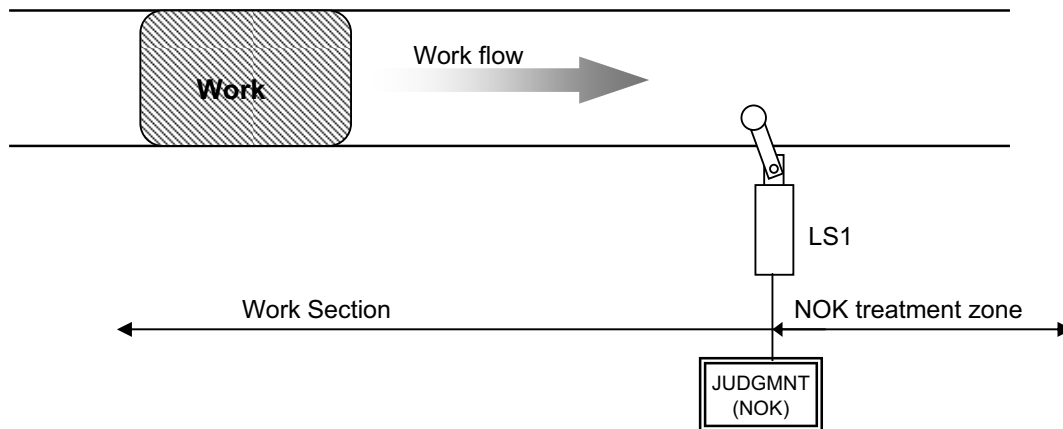 Work flow
Work
LS1
Work Section
NOK treatment zone
JUDGMNT
(NOK)